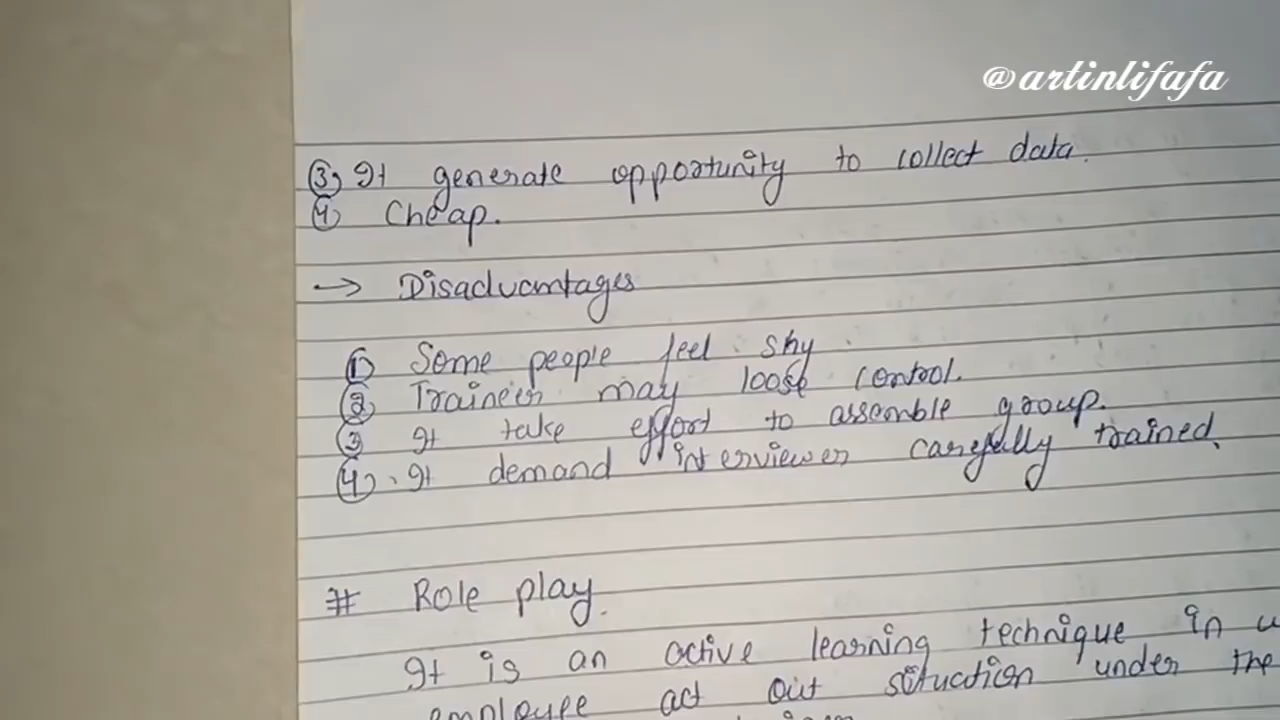 @artinlifafa
③ It generate opportunity to collect data.
④ Cheap.
→ Disadvantages
① Some people feel shy
② Trainers may loose control.
③ It take effort to assemble group.
④ It demand interviewer carefully trained.
# Role play.
It is an active learning technique in
employee act out situation under the